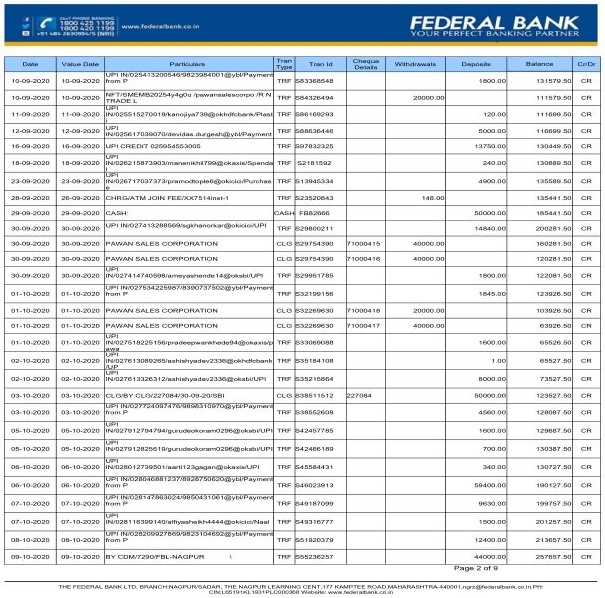 24x7 PHONE BANKING
1800 425 1199
1800 420 1199
+91 484 2630994/5 (NRI)
www.federalbank.co.in
FEDERAL BANK
YOUR PERFECT BANKING PARTNER
Date Value Date Particulars Tran Type Tran Id Cheque Details Withdrawals Deposits Balance Cr/Dr
10-09-2020 10-09-2020 UPI IN/025413200546/9823984001@ybl/Payment from P TRF S83368548 1800.00 131579.50 CR
10-09-2020 10-09-2020 NFT/SMEMB20254y4g0u /pawansalescorpo /R N TRADE L TRF S84326494 20000.00 111579.50 CR
11-09-2020 11-09-2020 UPI IN/025515270019/kanojiya739@okhdfcbank/Plasti TRF S86169293 120.00 111699.50 CR
12-09-2020 12-09-2020 UPI IN/025617039070/devidas.durgesh@ybl/Payment TRF S88636446 5000.00 116699.50 CR
16-09-2020 16-09-2020 UPI CREDIT 025954553005 TRF S97832325 13750.00 130449.50 CR
18-09-2020 18-09-2020 UPI IN/026215873903/manenikhil799@okaxis/Spenda TRF S2181592 240.00 130689.50 CR
23-09-2020 23-09-2020 UPI IN/026717037373/pramodtople6@okicici/Purchas e TRF S13945334 4900.00 135589.50 CR
28-09-2020 26-09-2020 CHRG/ATM JOIN FEE/XX7514inst-1 TRF S23520643 148.00 135441.50 CR
29-09-2020 29-09-2020 CASH: CASH FB82666 50000.00 185441.50 CR
30-09-2020 30-09-2020 UPI IN/027413288569/sgkhanorkar@okicici/UPI TRF S29800211 14840.00 200281.50 CR
30-09-2020 30-09-2020 PAWAN SALES CORPORATION CLG S29754390 71000415 40000.00 160281.50 CR
30-09-2020 30-09-2020 PAWAN SALES CORPORATION CLG S29754390 71000416 40000.00 120281.50 CR
30-09-2020 30-09-2020 UPI IN/027414740598/ameyashende14@oksbi/UPI TRF S29951785 1800.00 122081.50 CR
01-10-2020 01-10-2020 UPI IN/027534225987/8390737502@ybl/Payment from P TRF S32199156 1845.00 123926.50 CR
01-10-2020 01-10-2020 PAWAN SALES CORPORATION CLG S32269630 71000418 20000.00 103926.50 CR
01-10-2020 01-10-2020 PAWAN SALES CORPORATION CLG S32269630 71000417 40000.00 63926.50 CR
01-10-2020 01-10-2020 UPI IN/027518225156/pradeepwankhede94@okaxis/p awa TRF S33069088 1600.00 65526.50 CR
02-10-2020 02-10-2020 UPI IN/027613089265/ashishyadav2336@okhdfcbank /UP TRF S35184108 1.00 65527.50 CR
02-10-2020 02-10-2020 UPI IN/027613326312/ashishyadav2336@oksbi/UPI TRF S35215864 8000.00 73527.50 CR
03-10-2020 03-10-2020 CLG/BY CLG/227084/30-09-20/SBI CLG S38511512 227084 50000.00 123527.50 CR
03-10-2020 03-10-2020 UPI IN/027724097476/9898310970@ybl/Payment from P TRF S38552608 4560.00 128087.50 CR
05-10-2020 05-10-2020 UPI IN/027912794794/gurudeokoram0296@oksbi/UPI TRF S42457785 1600.00 129687.50 CR
05-10-2020 05-10-2020 UPI IN/027912825619/gurudeokoram0296@oksbi/UPI TRF S42466189 700.00 130387.50 CR
06-10-2020 06-10-2020 UPI IN/028012739501/aarti123gagan@okaxis/UPI TRF S45584431 340.00 130727.50 CR
06-10-2020 06-10-2020 UPI IN/028046881237/8928750620@ybl/Payment from P TRF S46023913 59400.00 190127.50 CR
07-10-2020 07-10-2020 UPI IN/028147863024/9850431061@ybl/Payment from P TRF S49187099 9630.00 199757.50 CR
07-10-2020 07-10-2020 UPI IN/028116399140/alfiyasheikh4444@okicici/Naal TRF S49316777 1500.00 201257.50 CR
08-10-2020 08-10-2020 UPI IN/028209927869/9823104692@ybl/Payment from P TRF S51920379 12400.00 213657.50 CR
09-10-2020 09-10-2020 BY CDM/7290/FBL-NAGPUR \ TRF S55236257 44000.00 257657.50 CR
Page 2 of 9
THE FEDERAL BANK LTD. BRANCH:NAGPUR/SADAR, THE NAGPUR LEARNING CENT,177 KAMPTEE ROAD,MAHARASHTRA-440001,ngrz@federalbank.co.in,PH:
CIN:L65191KL1931PLC000368 Website: www.federalbank.co.in